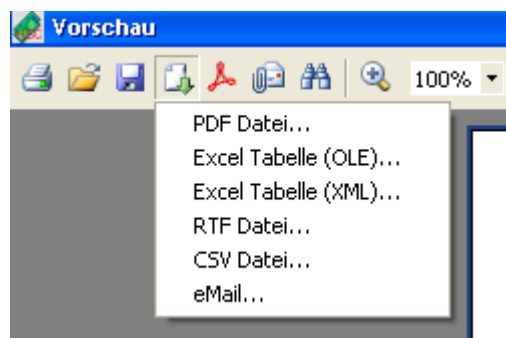 Vorschau
100%
PDF Datei...
Excel Tabelle (OLE)...
Excel Tabelle (XML)...
RTF Datei...
CSV Datei...
eMail...